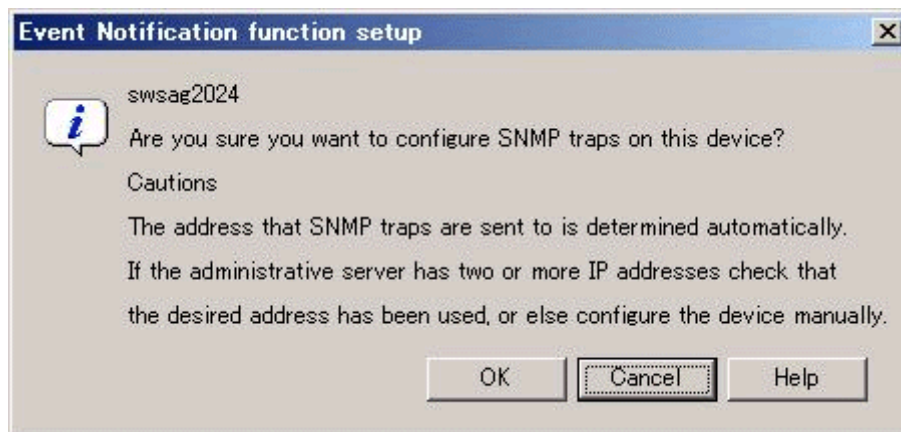 Event Notification function setup
swsag2024
Are you sure you want to configure SNMP traps on this device?
Cautions
The address that SNMP traps are sent to is determined automatically.
If the administrative server has two or more IP addresses check that
the desired address has been used, or else configure the device manually.
OK Cancel Help